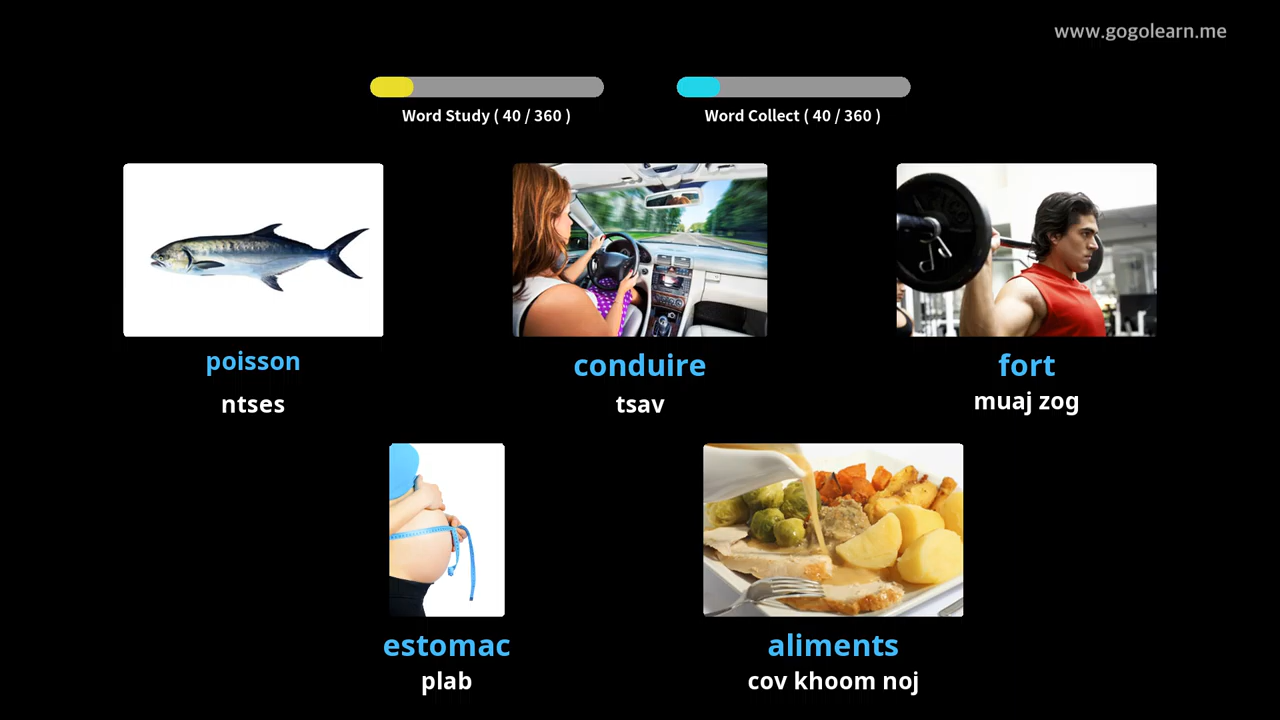 www.gogolearn.me
Word Study ( 40 / 360 )
Word Collect ( 40 / 360 )
poisson
ntses
conduire
tsav
fort
muaj zog
estomac
plab
aliments
cov khoom noj